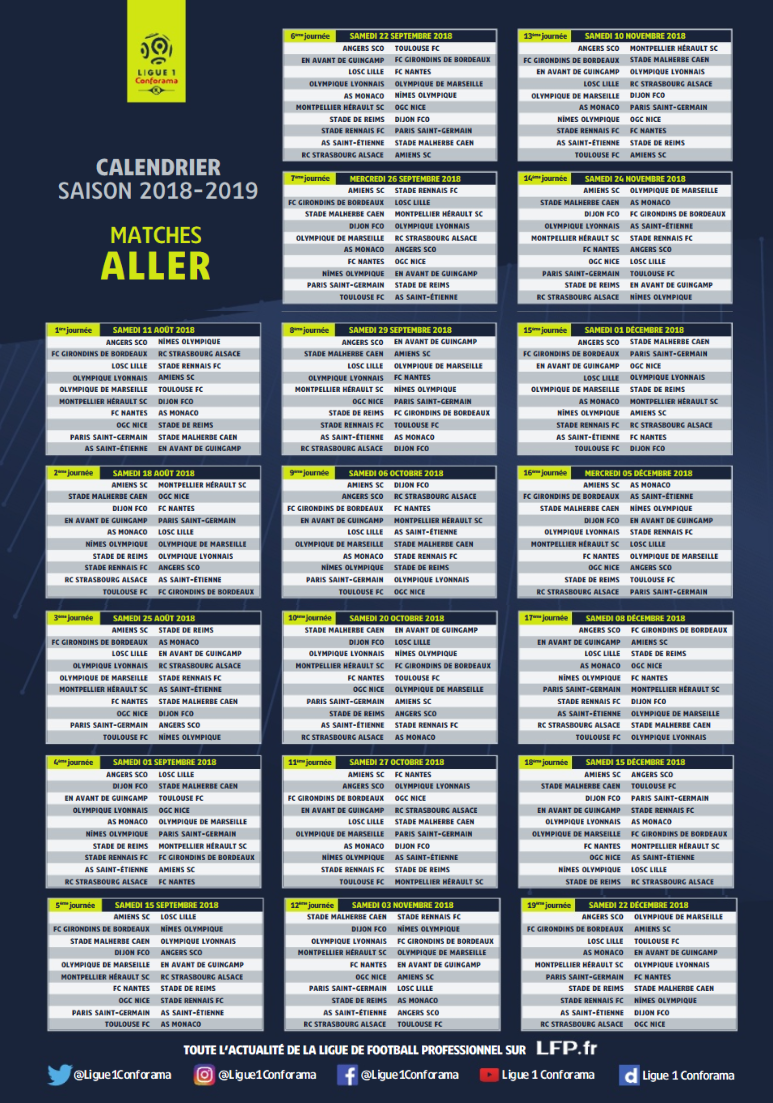 LIGUE 1
Conforama
CALENDRIER
SAISON 2018-2019
MATCHES
ALLER
1ère journée SAMEDI 11 AOÛT 2018
ANGERS SCO NÎMES OLYMPIQUE
FC GIRONDINS DE BORDEAUX RC STRASBOURG ALSACE
LOSC LILLE STADE RENNAIS FC
OLYMPIQUE LYONNAIS AMIENS SC
OLYMPIQUE DE MARSEILLE TOULOUSE FC
MONTPELLIER HÉRAULT SC DIJON FCO
FC NANTES AS MONACO
OGC NICE STADE DE REIMS
PARIS SAINT-GERMAIN STADE MALHERBE CAEN
AS SAINT-ÉTIENNE EN AVANT DE GUINGAMP
2ème journée SAMEDI 18 AOÛT 2018
AMIENS SC MONTPELLIER HÉRAULT SC
STADE MALHERBE CAEN OGC NICE
DIJON FCO FC NANTES
EN AVANT DE GUINGAMP PARIS SAINT-GERMAIN
AS MONACO LOSC LILLE
NÎMES OLYMPIQUE OLYMPIQUE DE MARSEILLE
STADE DE REIMS OLYMPIQUE LYONNAIS
STADE RENNAIS FC ANGERS SCO
RC STRASBOURG ALSACE AS SAINT-ÉTIENNE
TOULOUSE FC FC GIRONDINS DE BORDEAUX
3ème journée SAMEDI 25 AOÛT 2018
AMIENS SC STADE DE REIMS
FC GIRONDINS DE BORDEAUX AS MONACO
LOSC LILLE EN AVANT DE GUINGAMP
OLYMPIQUE LYONNAIS RC STRASBOURG ALSACE
OLYMPIQUE DE MARSEILLE STADE RENNAIS FC
MONTPELLIER HÉRAULT SC AS SAINT-ÉTIENNE
FC NANTES STADE MALHERBE CAEN
OGC NICE DIJON FCO
PARIS SAINT-GERMAIN ANGERS SCO
TOULOUSE FC NÎMES OLYMPIQUE
4ème journée SAMEDI 01 SEPTEMBRE 2018
ANGERS SCO LOSC LILLE
DIJON FCO STADE MALHERBE CAEN
EN AVANT DE GUINGAMP TOULOUSE FC
OLYMPIQUE LYONNAIS OGC NICE
AS MONACO OLYMPIQUE DE MARSEILLE
NÎMES OLYMPIQUE PARIS SAINT-GERMAIN
STADE DE REIMS MONTPELLIER HÉRAULT SC
STADE RENNAIS FC FC GIRONDINS DE BORDEAUX
AS SAINT-ÉTIENNE AMIENS SC
RC STRASBOURG ALSACE FC NANTES
5ème journée SAMEDI 15 SEPTEMBRE 2018
AMIENS SC LOSC LILLE
FC GIRONDINS DE BORDEAUX NÎMES OLYMPIQUE
STADE MALHERBE CAEN OLYMPIQUE LYONNAIS
DIJON FCO ANGERS SCO
OLYMPIQUE DE MARSEILLE EN AVANT DE GUINGAMP
MONTPELLIER HÉRAULT SC RC STRASBOURG ALSACE
FC NANTES STADE DE REIMS
OGC NICE STADE RENNAIS FC
PARIS SAINT-GERMAIN AS SAINT-ÉTIENNE
TOULOUSE FC AS MONACO
6ème journée SAMEDI 22 SEPTEMBRE 2018
ANGERS SCO TOULOUSE FC
EN AVANT DE GUINGAMP FC GIRONDINS DE BORDEAUX
LOSC LILLE FC NANTES
OLYMPIQUE LYONNAIS OLYMPIQUE DE MARSEILLE
AS MONACO NÎMES OLYMPIQUE
MONTPELLIER HÉRAULT SC OGC NICE
STADE DE REIMS DIJON FCO
STADE RENNAIS FC PARIS SAINT-GERMAIN
AS SAINT-ÉTIENNE STADE MALHERBE CAEN
RC STRASBOURG ALSACE AMIENS SC
7ème journée MERCREDI 26 SEPTEMBRE 2018
AMIENS SC STADE RENNAIS FC
FC GIRONDINS DE BORDEAUX LOSC LILLE
STADE MALHERBE CAEN MONTPELLIER HÉRAULT SC
DIJON FCO OLYMPIQUE LYONNAIS
OLYMPIQUE DE MARSEILLE RC STRASBOURG ALSACE
AS MONACO ANGERS SCO
FC NANTES OGC NICE
NÎMES OLYMPIQUE EN AVANT DE GUINGAMP
PARIS SAINT-GERMAIN STADE DE REIMS
TOULOUSE FC AS SAINT-ÉTIENNE
8ème journée SAMEDI 29 SEPTEMBRE 2018
ANGERS SCO EN AVANT DE GUINGAMP
STADE MALHERBE CAEN AMIENS SC
LOSC LILLE OLYMPIQUE DE MARSEILLE
OLYMPIQUE LYONNAIS FC NANTES
MONTPELLIER HÉRAULT SC NÎMES OLYMPIQUE
OGC NICE PARIS SAINT-GERMAIN
STADE DE REIMS FC GIRONDINS DE BORDEAUX
STADE RENNAIS FC TOULOUSE FC
AS SAINT-ÉTIENNE AS MONACO
RC STRASBOURG ALSACE DIJON FCO
9ème journée SAMEDI 06 OCTOBRE 2018
AMIENS SC DIJON FCO
ANGERS SCO RC STRASBOURG ALSACE
FC GIRONDINS DE BORDEAUX FC NANTES
EN AVANT DE GUINGAMP MONTPELLIER HÉRAULT SC
LOSC LILLE AS SAINT-ÉTIENNE
OLYMPIQUE DE MARSEILLE STADE MALHERBE CAEN
AS MONACO STADE RENNAIS FC
NÎMES OLYMPIQUE STADE DE REIMS
PARIS SAINT-GERMAIN OLYMPIQUE LYONNAIS
TOULOUSE FC OGC NICE
10ème journée SAMEDI 20 OCTOBRE 2018
STADE MALHERBE CAEN EN AVANT DE GUINGAMP
DIJON FCO LOSC LILLE
OLYMPIQUE LYONNAIS NÎMES OLYMPIQUE
MONTPELLIER HÉRAULT SC FC GIRONDINS DE BORDEAUX
FC NANTES TOULOUSE FC
OGC NICE OLYMPIQUE DE MARSEILLE
PARIS SAINT-GERMAIN AMIENS SC
STADE DE REIMS ANGERS SCO
AS SAINT-ÉTIENNE STADE RENNAIS FC
RC STRASBOURG ALSACE AS MONACO
11ème journée SAMEDI 27 OCTOBRE 2018
AMIENS SC FC NANTES
ANGERS SCO OLYMPIQUE LYONNAIS
FC GIRONDINS DE BORDEAUX OGC NICE
EN AVANT DE GUINGAMP RC STRASBOURG ALSACE
LOSC LILLE STADE MALHERBE CAEN
OLYMPIQUE DE MARSEILLE PARIS SAINT-GERMAIN
AS MONACO DIJON FCO
NÎMES OLYMPIQUE AS SAINT-ÉTIENNE
STADE RENNAIS FC STADE DE REIMS
TOULOUSE FC MONTPELLIER HÉRAULT SC
12ème journée SAMEDI 03 NOVEMBRE 2018
STADE MALHERBE CAEN STADE RENNAIS FC
DIJON FCO NÎMES OLYMPIQUE
OLYMPIQUE LYONNAIS FC GIRONDINS DE BORDEAUX
MONTPELLIER HÉRAULT SC OLYMPIQUE DE MARSEILLE
FC NANTES EN AVANT DE GUINGAMP
OGC NICE AMIENS SC
PARIS SAINT-GERMAIN LOSC LILLE
STADE DE REIMS AS MONACO
AS SAINT-ÉTIENNE ANGERS SCO
RC STRASBOURG ALSACE TOULOUSE FC
13ème journée SAMEDI 10 NOVEMBRE 2018
ANGERS SCO MONTPELLIER HÉRAULT SC
FC GIRONDINS DE BORDEAUX STADE MALHERBE CAEN
EN AVANT DE GUINGAMP OLYMPIQUE LYONNAIS
LOSC LILLE RC STRASBOURG ALSACE
OLYMPIQUE DE MARSEILLE DIJON FCO
AS MONACO PARIS SAINT-GERMAIN
NÎMES OLYMPIQUE OGC NICE
STADE RENNAIS FC FC NANTES
AS SAINT-ÉTIENNE STADE DE REIMS
TOULOUSE FC AMIENS SC
14ème journée SAMEDI 24 NOVEMBRE 2018
AMIENS SC OLYMPIQUE DE MARSEILLE
STADE MALHERBE CAEN AS MONACO
DIJON FCO FC GIRONDINS DE BORDEAUX
OLYMPIQUE LYONNAIS AS SAINT-ÉTIENNE
MONTPELLIER HÉRAULT SC STADE RENNAIS FC
FC NANTES ANGERS SCO
OGC NICE LOSC LILLE
PARIS SAINT-GERMAIN TOULOUSE FC
STADE DE REIMS EN AVANT DE GUINGAMP
RC STRASBOURG ALSACE NÎMES OLYMPIQUE
15ème journée SAMEDI 01 DÉCEMBRE 2018
ANGERS SCO STADE MALHERBE CAEN
FC GIRONDINS DE BORDEAUX PARIS SAINT-GERMAIN
EN AVANT DE GUINGAMP OGC NICE
LOSC LILLE OLYMPIQUE LYONNAIS
OLYMPIQUE DE MARSEILLE STADE DE REIMS
AS MONACO MONTPELLIER HÉRAULT SC
NÎMES OLYMPIQUE AMIENS SC
STADE RENNAIS FC RC STRASBOURG ALSACE
AS SAINT-ÉTIENNE FC NANTES
TOULOUSE FC DIJON FCO
16ème journée MERCREDI 05 DÉCEMBRE 2018
AMIENS SC AS MONACO
FC GIRONDINS DE BORDEAUX AS SAINT-ÉTIENNE
STADE MALHERBE CAEN NÎMES OLYMPIQUE
DIJON FCO EN AVANT DE GUINGAMP
OLYMPIQUE LYONNAIS STADE RENNAIS FC
MONTPELLIER HÉRAULT SC LOSC LILLE
FC NANTES OLYMPIQUE DE MARSEILLE
OGC NICE ANGERS SCO
STADE DE REIMS TOULOUSE FC
RC STRASBOURG ALSACE PARIS SAINT-GERMAIN
17ème journée SAMEDI 08 DÉCEMBRE 2018
ANGERS SCO FC GIRONDINS DE BORDEAUX
EN AVANT DE GUINGAMP AMIENS SC
LOSC LILLE STADE DE REIMS
AS MONACO OGC NICE
NÎMES OLYMPIQUE FC NANTES
PARIS SAINT-GERMAIN MONTPELLIER HÉRAULT SC
STADE RENNAIS FC DIJON FCO
AS SAINT-ÉTIENNE OLYMPIQUE DE MARSEILLE
RC STRASBOURG ALSACE STADE MALHERBE CAEN
TOULOUSE FC OLYMPIQUE LYONNAIS
18ème journée SAMEDI 15 DÉCEMBRE 2018
AMIENS SC ANGERS SCO
STADE MALHERBE CAEN TOULOUSE FC
DIJON FCO PARIS SAINT-GERMAIN
EN AVANT DE GUINGAMP STADE RENNAIS FC
OLYMPIQUE LYONNAIS AS MONACO
OLYMPIQUE DE MARSEILLE FC GIRONDINS DE BORDEAUX
FC NANTES MONTPELLIER HÉRAULT SC
OGC NICE AS SAINT-ÉTIENNE
NÎMES OLYMPIQUE LOSC LILLE
STADE DE REIMS RC STRASBOURG ALSACE
19ème journée SAMEDI 22 DÉCEMBRE 2018
ANGERS SCO OLYMPIQUE DE MARSEILLE
FC GIRONDINS DE BORDEAUX AMIENS SC
LOSC LILLE TOULOUSE FC
AS MONACO EN AVANT DE GUINGAMP
MONTPELLIER HÉRAULT SC OLYMPIQUE LYONNAIS
PARIS SAINT-GERMAIN FC NANTES
STADE DE REIMS STADE MALHERBE CAEN
STADE RENNAIS FC NÎMES OLYMPIQUE
AS SAINT-ÉTIENNE DIJON FCO
RC STRASBOURG ALSACE OGC NICE
TOUTE L'ACTUALITÉ DE LA LIGUE DE FOOTBALL PROFESSIONNEL SUR LFP.fr
@Ligue1Conforama @Ligue1Conforama @Ligue1Conforama Ligue 1 Conforama Ligue 1 Conforama